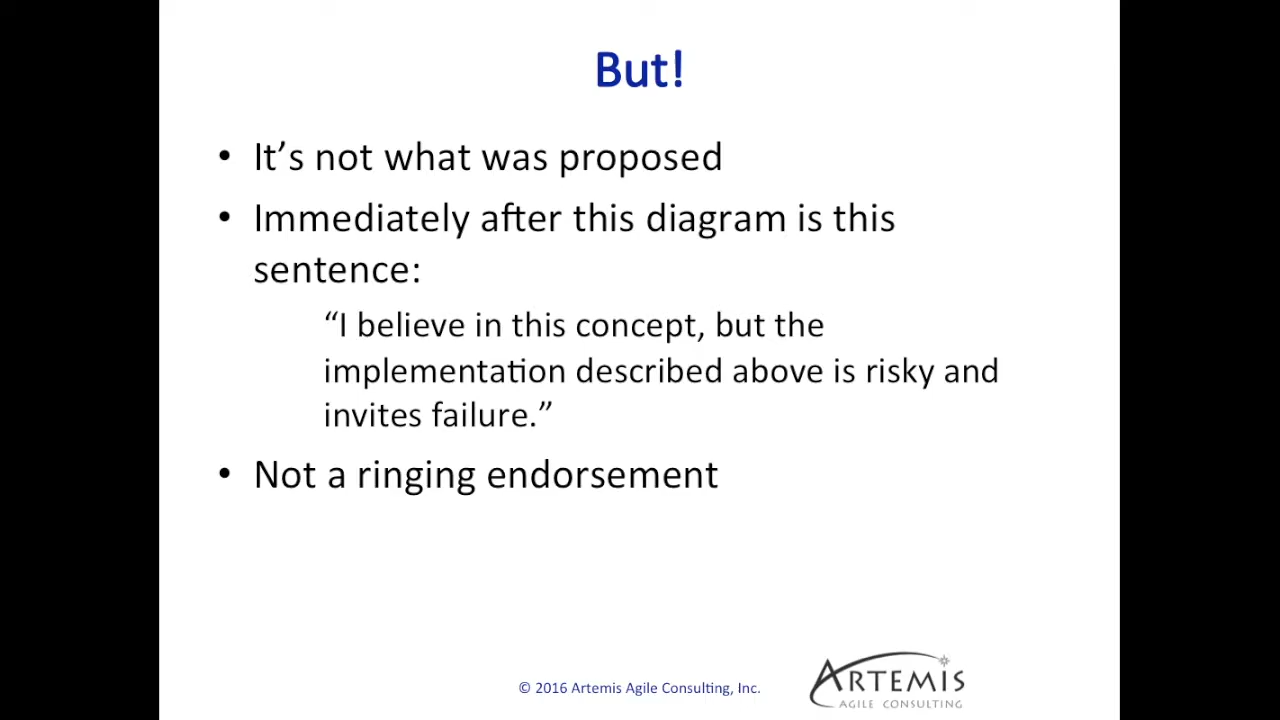 But!
• It’s not what was proposed
• Immediately after this diagram is this
sentence:
“I believe in this concept, but the
implementation described above is risky and
invites failure.”
• Not a ringing endorsement
© 2016 Artemis Agile Consulting, Inc.
ARTEMIS
AGILE CONSULTING